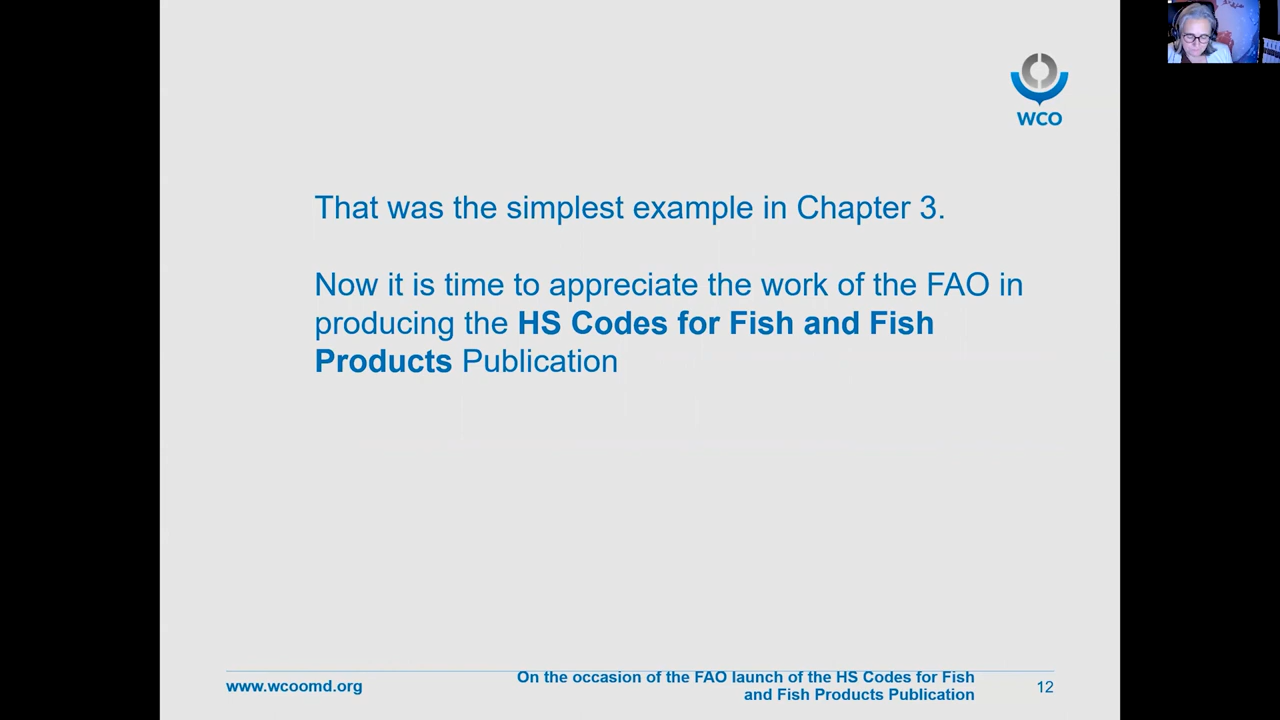 WCO
That was the simplest example in Chapter 3.
Now it is time to appreciate the work of the FAO in
producing the HS Codes for Fish and Fish
Products Publication
www.wcoomd.org
On the occasion of the FAO launch of the HS Codes for Fish
and Fish Products Publication
12